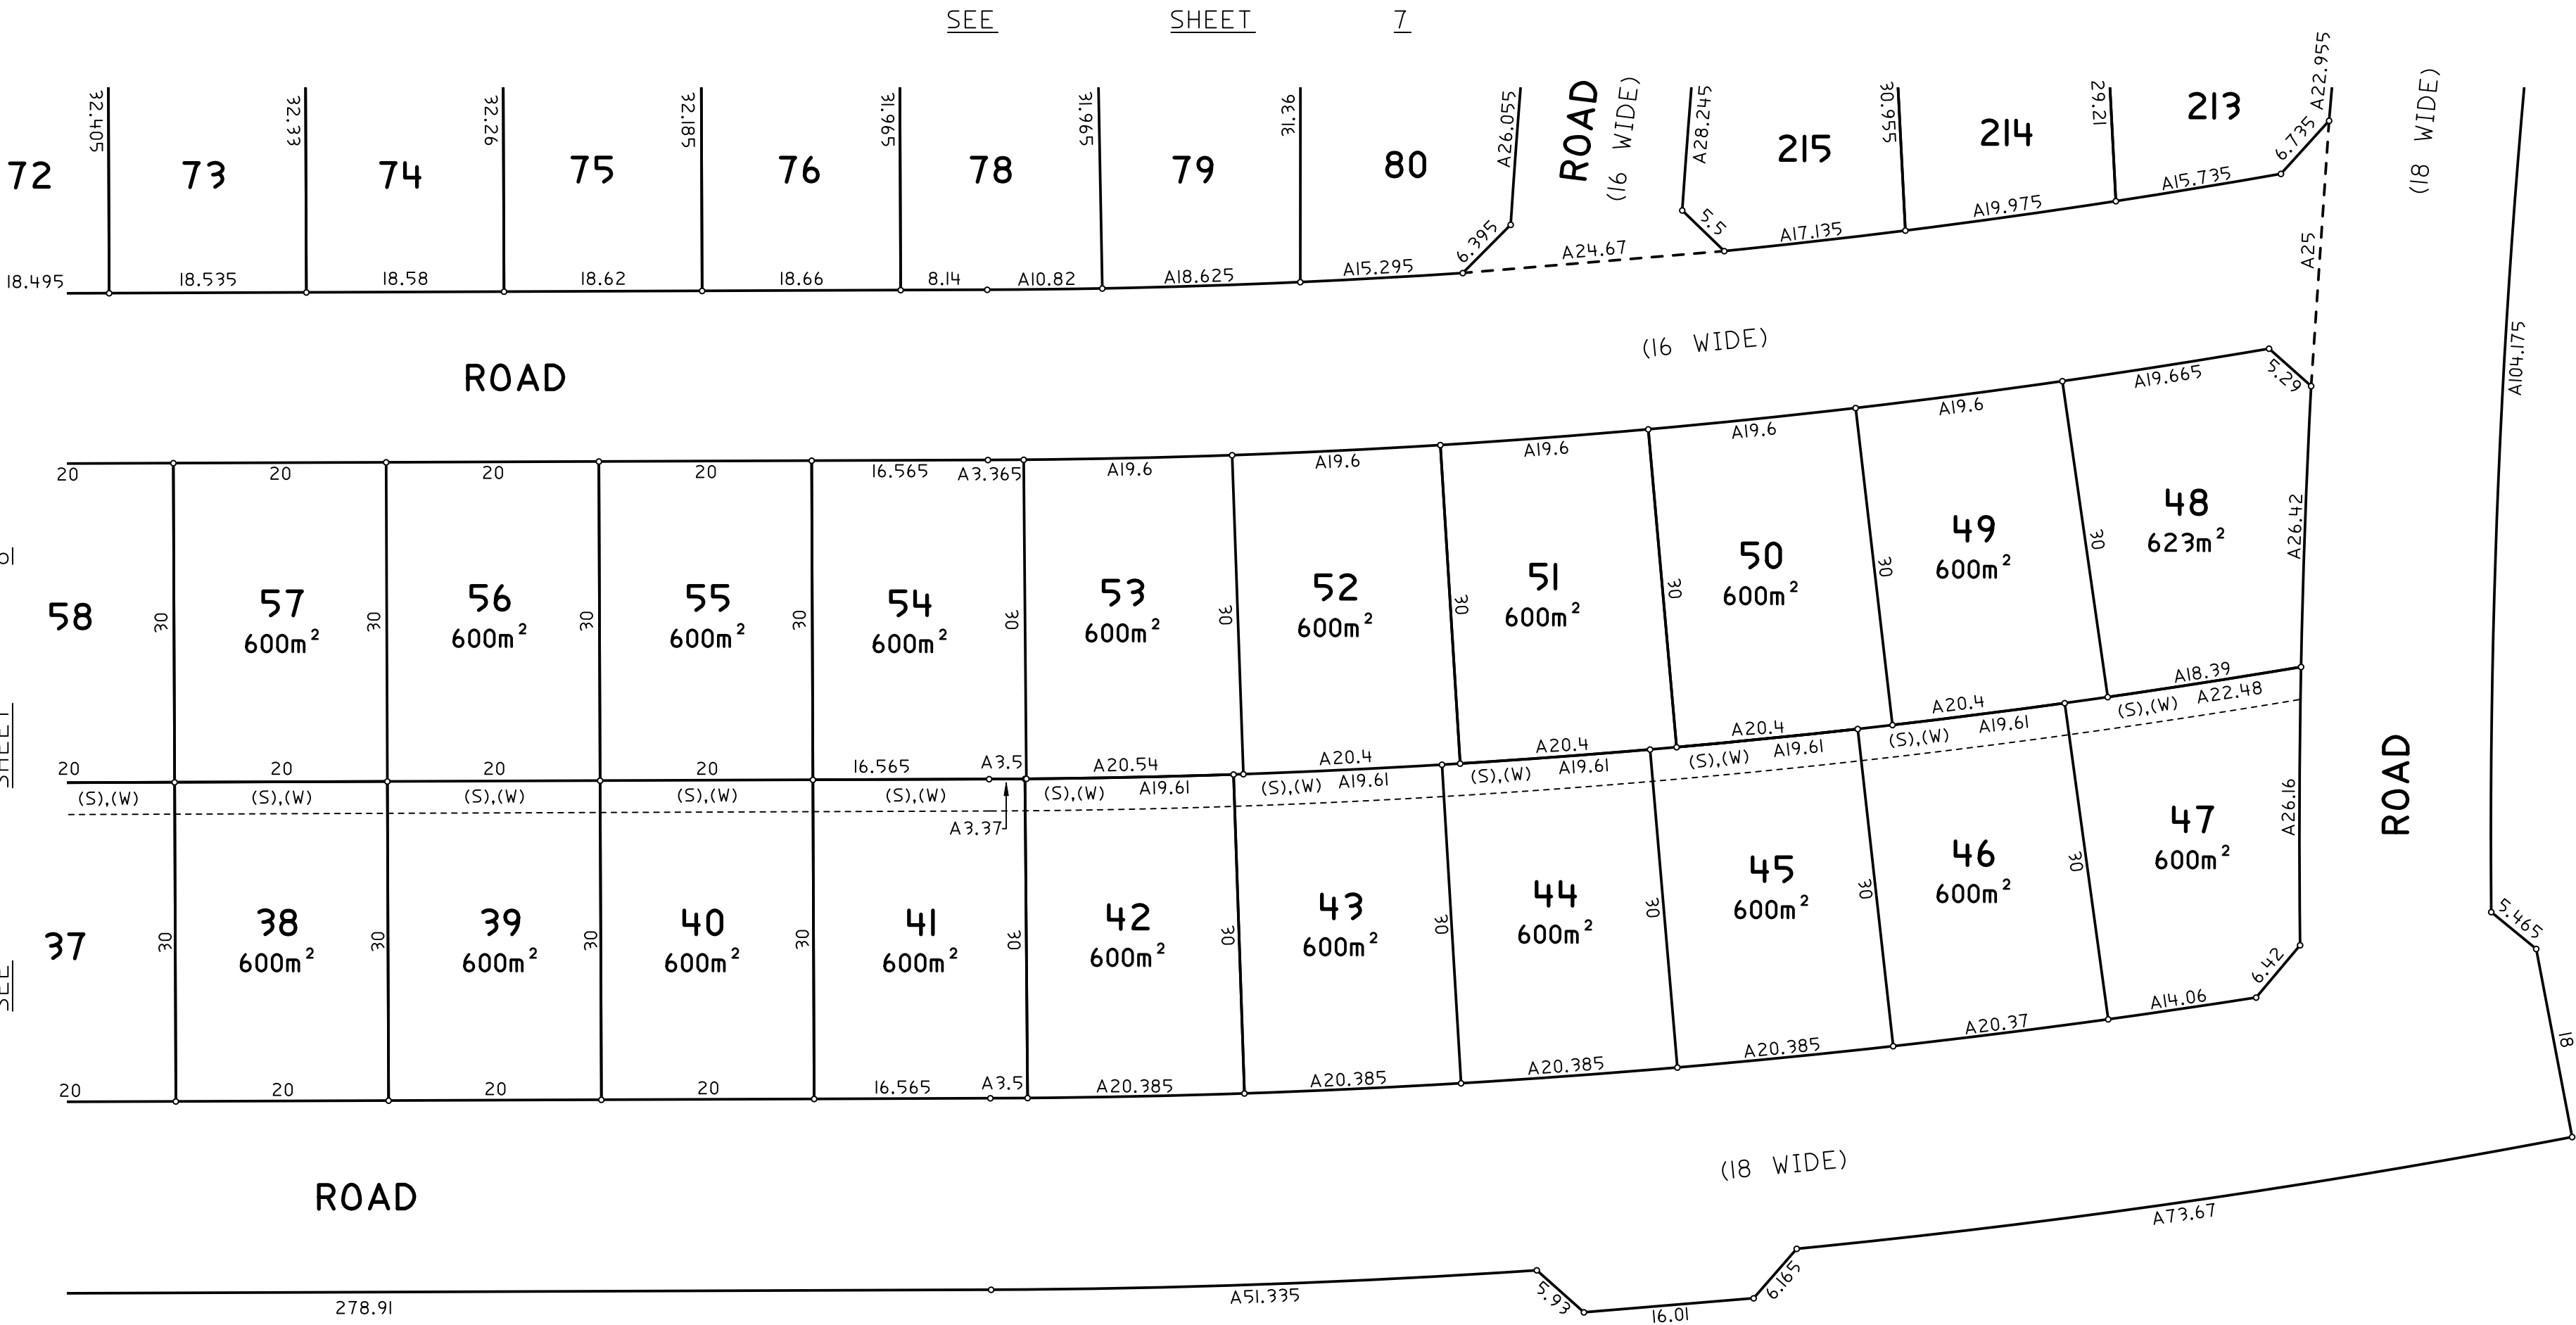 SEE SHEET 7
32.405
32.33
32.26
32.185
31.965
31.965
31.36
A26.055
ROAD
(16 WIDE)
A28.245
30.955
29.21
213
6.735
A22.955
(18 WIDE)
72
73
74
75
76
78
79
80
215
214
18.495
18.535
18.58
18.62
18.66
8.14
A10.82
A18.625
A15.295
6.395
A24.67
5.5
A17.135
A19.975
A15.735
A25
A104.175
ROAD
(16 WIDE)
20
20
20
20
16.565
A3.365
A19.6
A19.6
A19.6
A19.6
A19.6
A19.665
5.29
58
30
57
600m²
30
56
600m²
30
55
600m²
30
54
600m²
30
53
600m²
30
52
600m²
30
51
600m²
30
50
600m²
30
49
600m²
30
48
623m²
A26.42
SHEET
20
20
20
20
16.565
A3.5
A20.54
A20.4
A20.4
A20.4
A20.4
A18.39
(S),(W)
(S),(W)
(S),(W)
(S),(W)
(S),(W)
A3.37
(S),(W) A19.61
(S),(W) A19.61
(S),(W) A19.61
(S),(W) A19.61
(S),(W) A19.61
(S),(W) A22.48
SEE
37
30
38
600m²
30
39
600m²
30
40
600m²
30
41
600m²
30
42
600m²
30
43
600m²
30
44
600m²
30
45
600m²
30
46
600m²
30
47
600m²
A26.16
ROAD
5.465
6.42
18
20
20
20
20
16.565
A3.5
A20.385
A20.385
A20.385
A20.385
A20.37
A14.06
ROAD
(18 WIDE)
278.91
A51.335
5.93
16.01
6.165
A73.67